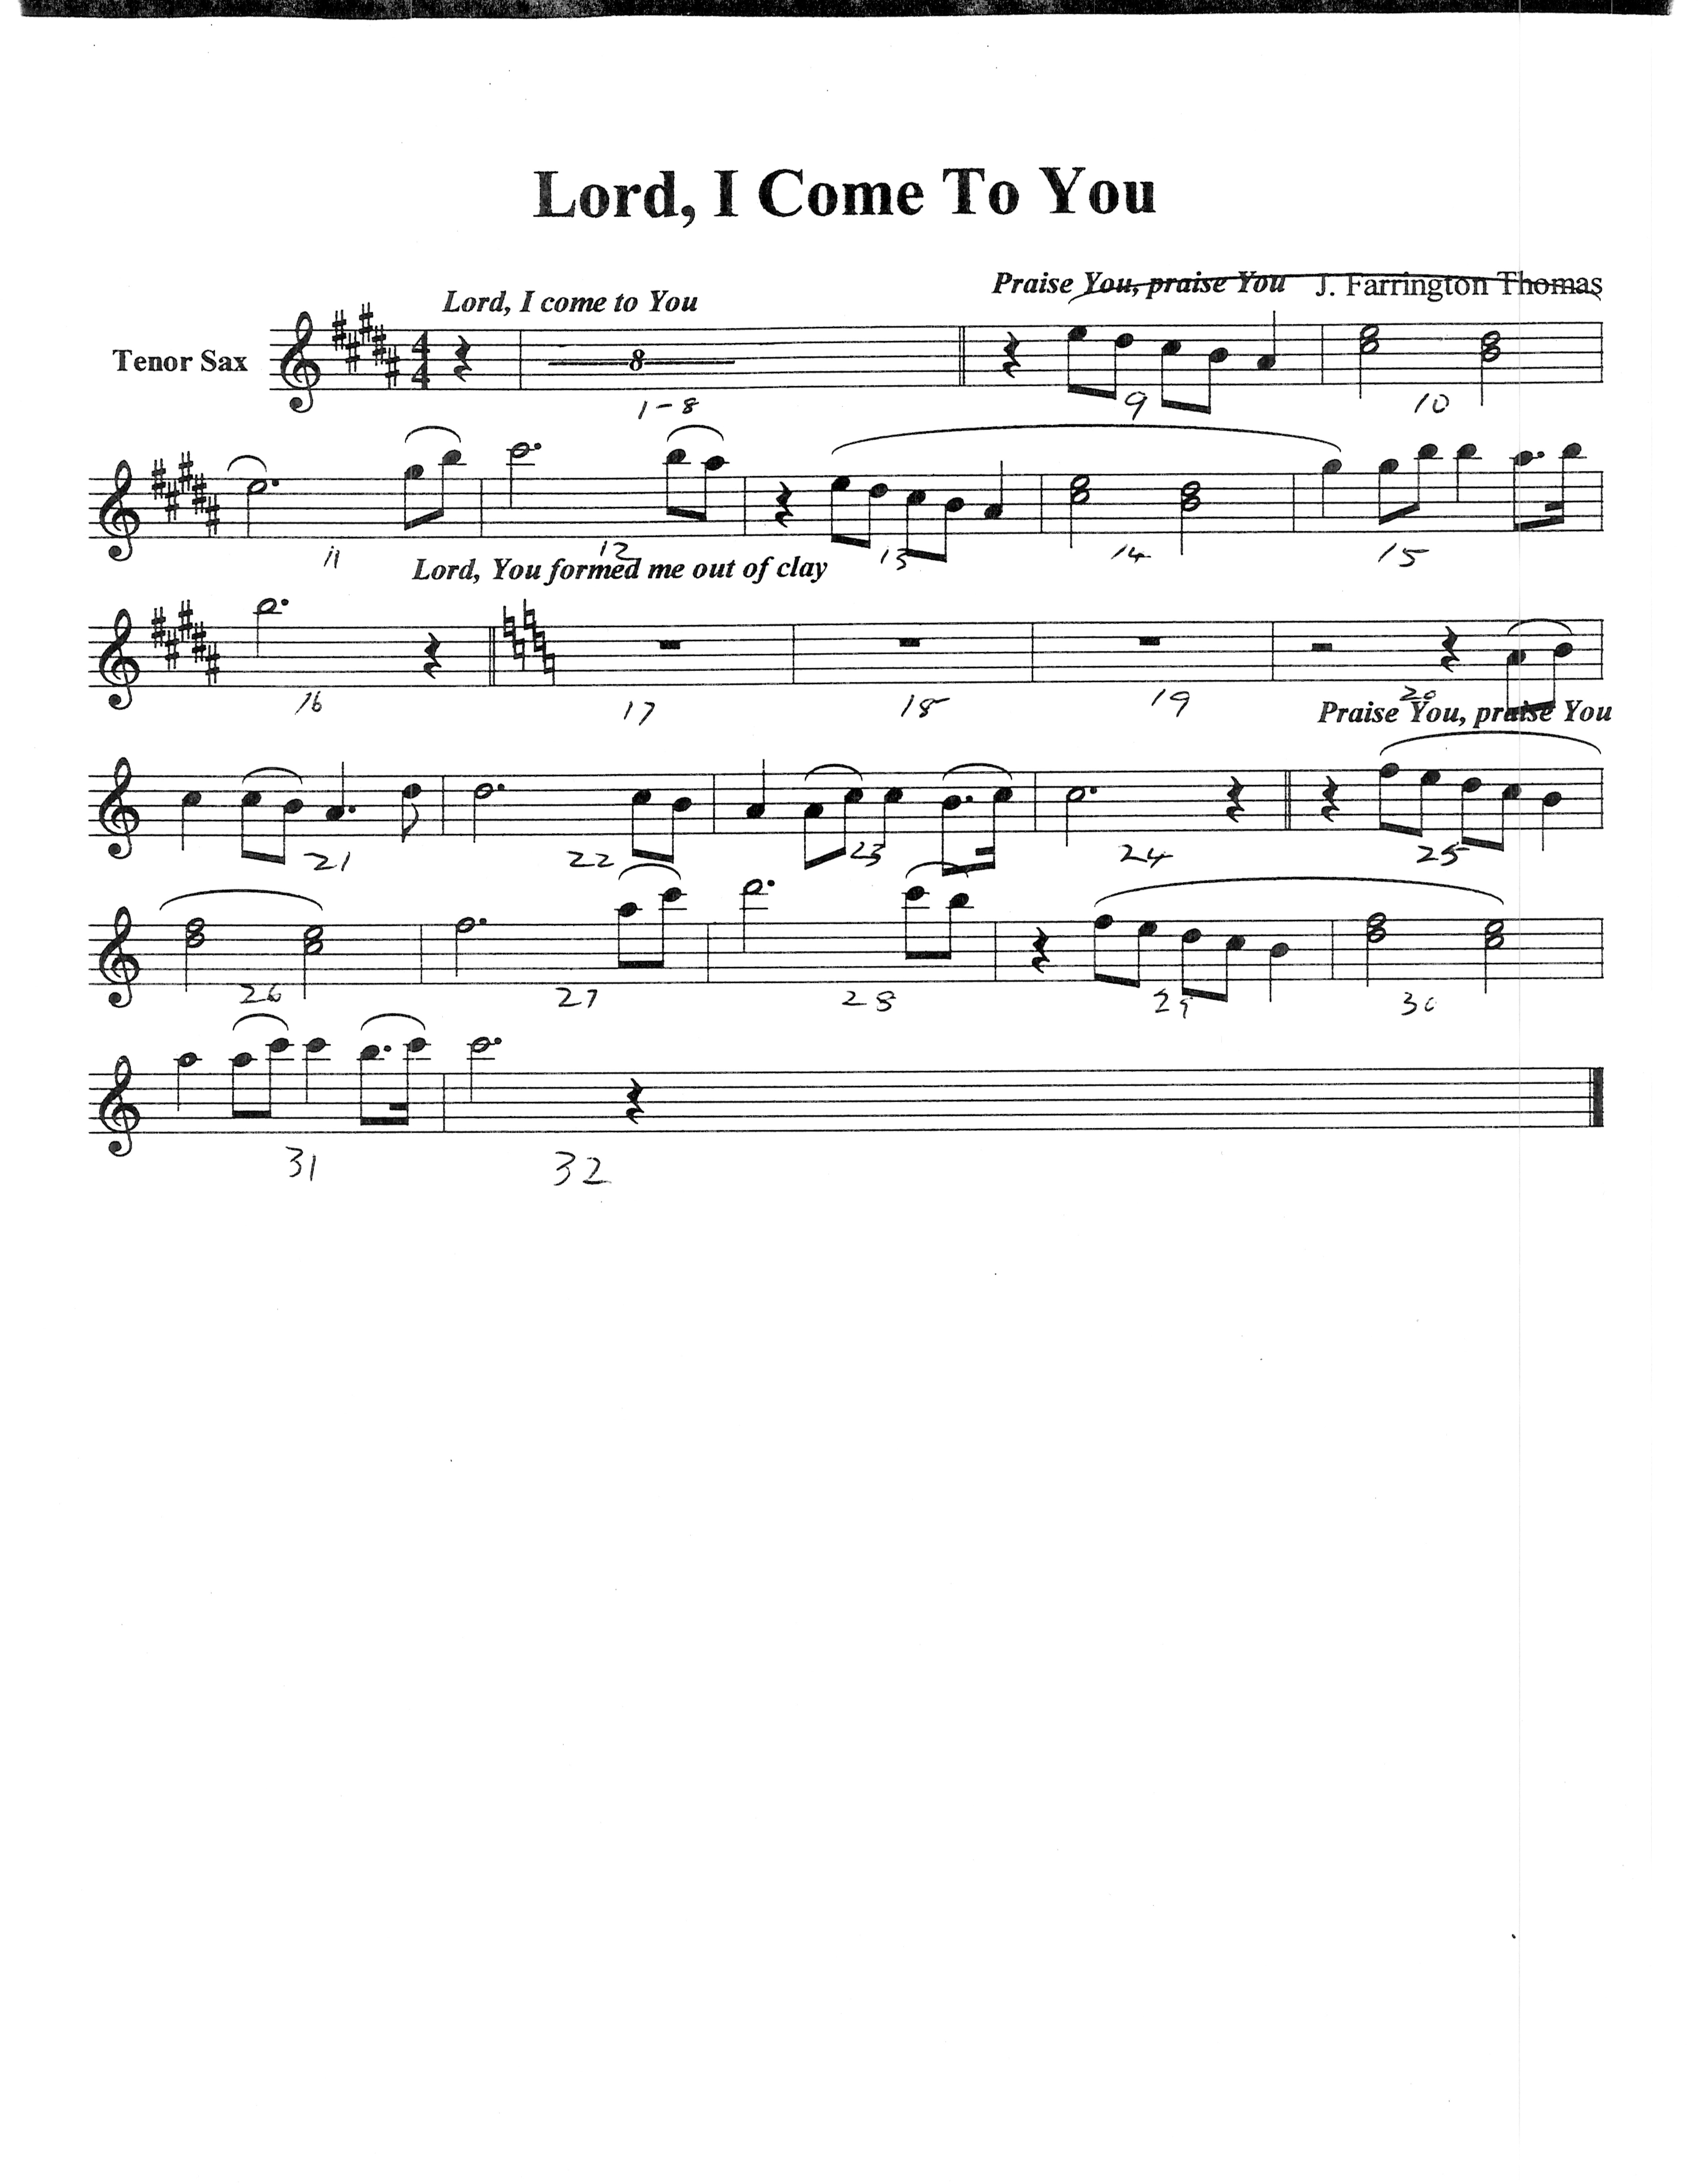 Lord, I Come To You
Praise You, praise You J. Farrington Thomas
Lord, I come to You
Tenor Sax
4
4
8
1-8 9 10
11 12 13 14 15
Lord, You formed me out of clay
16 17 18 19 20
Praise You, praise You
21 22 23 24 25
26 27 28 29 30
31 32